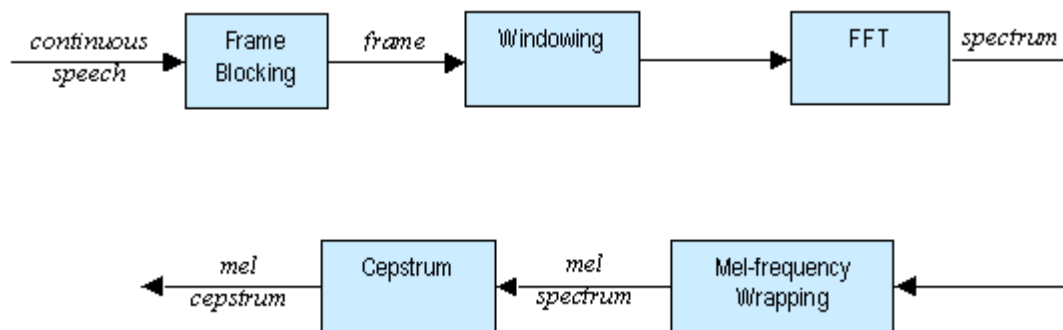 continuous
speech
Frame
Blocking
frame
Windowing
FFT
spectrum
mel
cepstrum
Cepstrum
mel
spectrum
Mel-frequency
Wrapping